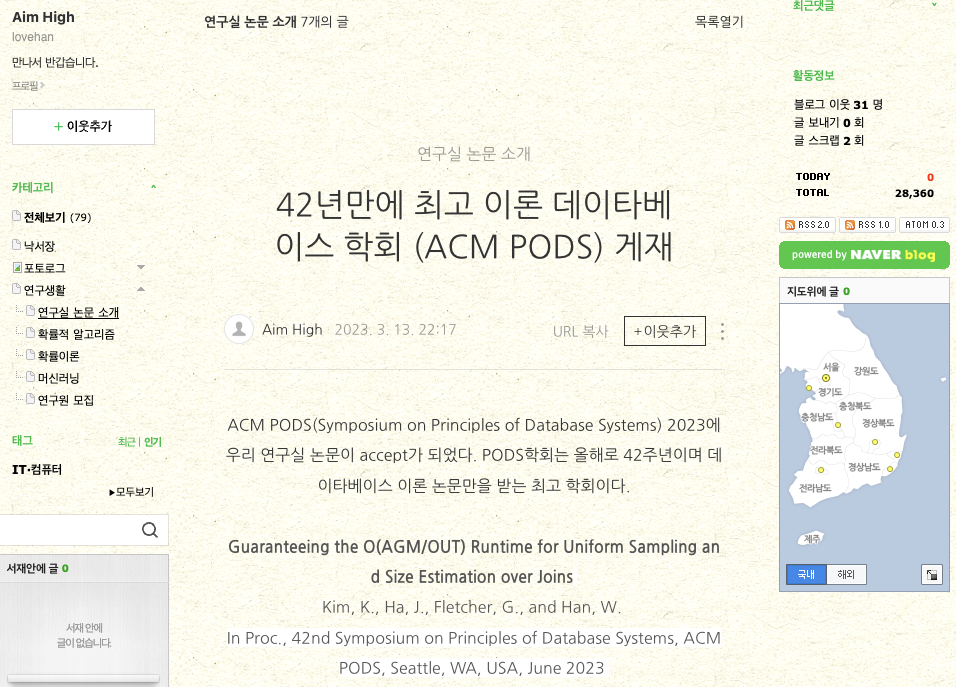 Aim High
lovehan
만나서 반갑습니다.
프로필
+ 이웃추가
카테고리
전체보기 (79)
낙서장
포토로그
연구생활
연구실 논문 소개
확률적 알고리즘
확률이론
머신러닝
연구원 모집
태그
최근 | 인기
IT·컴퓨터
▶모두보기
서재안에 글 0
서재 안에
글이 없습니다.
연구실 논문 소개 7개의 글
목록열기
연구실 논문 소개
42년만에 최고 이론 데이타베
이스 학회 (ACM PODS) 게재
Aim High · 2023. 3. 13. 22:17
URL 복사
+이웃추가
ACM PODS(Symposium on Principles of Database Systems) 2023에
우리 연구실 논문이 accept가 되었다. PODS학회는 올해로 42주년이며 데
이타베이스 이론 논문만을 받는 최고 학회이다.
Guaranteeing the O(AGM/OUT) Runtime for Uniform Sampling an
d Size Estimation over Joins
Kim, K., Ha, J., Fletcher, G., and Han, W.
In Proc., 42nd Symposium on Principles of Database Systems, ACM
PODS, Seattle, WA, USA, June 2023
최근댓글
활동정보
블로그 이웃 31 명
글 보내기 0 회
글 스크랩 2 회
TODAY 0
TOTAL 28,360
RSS 2.0
RSS 1.0
ATOM 0.3
powered by NAVER blog
지도위에 글 0
서울
강원도
경기도
충청북도
충청남도
경상북도
전라북도
경상남도
전라남도
제주
국내
해외